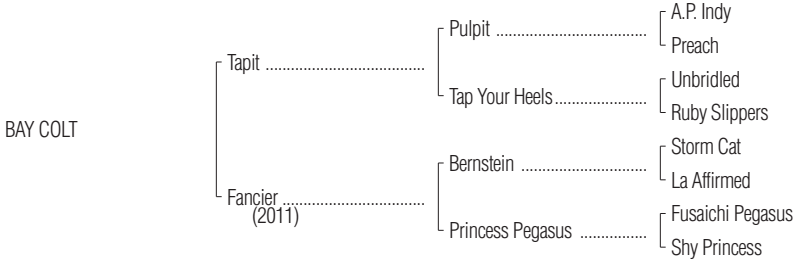 A.P. Indy
Pulpit
Preach
Tapit
Unbridled
Tap Your Heels
Ruby Slippers
BAY COLT
Storm Cat
Bernstein
La Affirmed
Fancier
(2011)
Fusaichi Pegasus
Princess Pegasus
Shy Princess